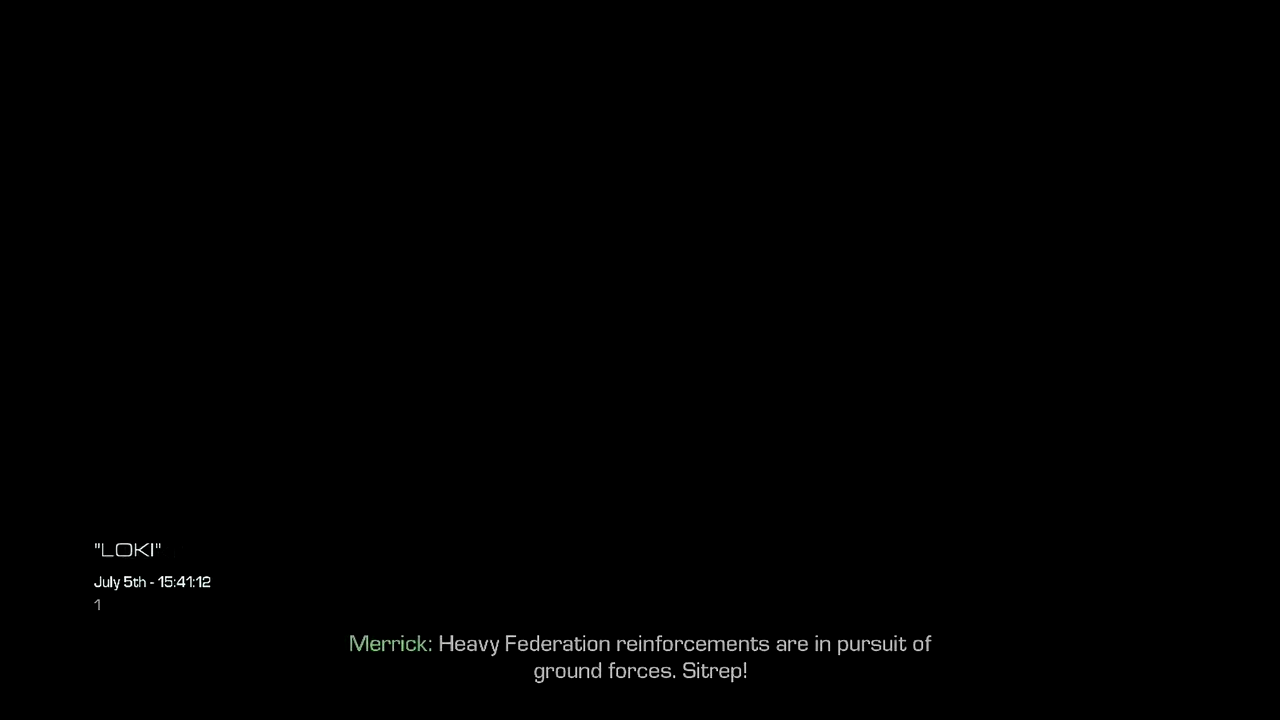 "LOKI"
July 5th - 15:41:12
1
Merrick: Heavy Federation reinforcements are in pursuit of
ground forces. Sitrep!